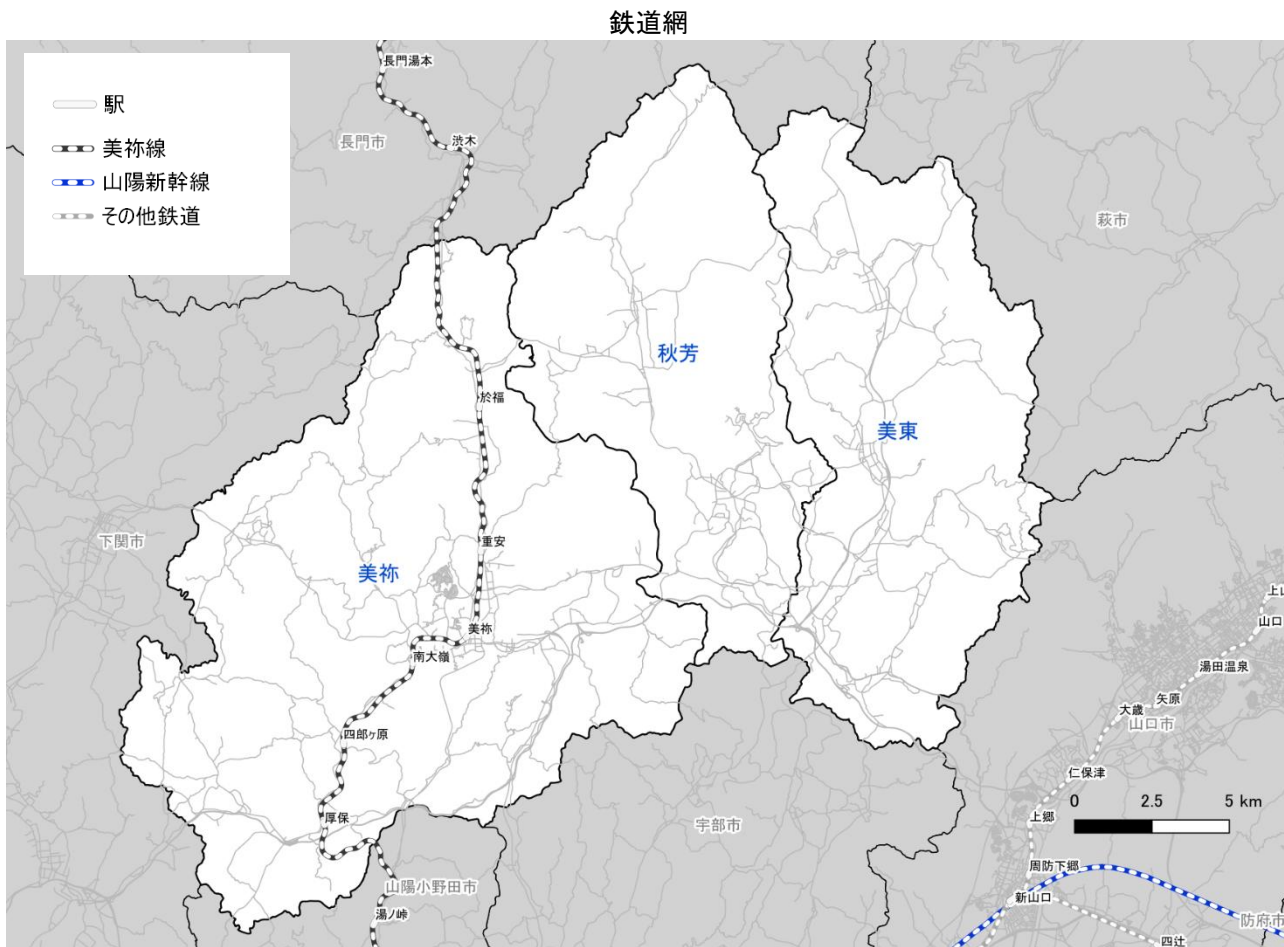 鉄道網
駅
美祢線
山陽新幹線
その他鉄道
長門湯本
長門市
渋木
萩市
秋芳
於福
美東
下関市
重安
美祢
美祢
南大嶺
四郎ヶ原
厚保
宇部市
山陽小野田市
湯ノ峠
山口
湯田温泉
矢原
大歳
山口市
仁保津
0 2.5 5 km
上郷
周防下郷
新山口
防府市
四辻